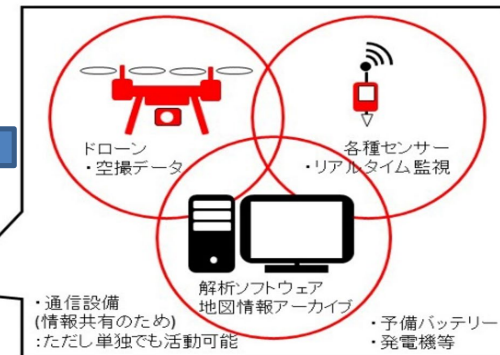 ドローン
・空撮データ
各種センサー
・リアルタイム監視
解析ソフトウェア
地図情報アーカイブ
・通信設備
(情報共有のため)
:ただし単独でも活動可能
・予備バッテリー
・発電機等